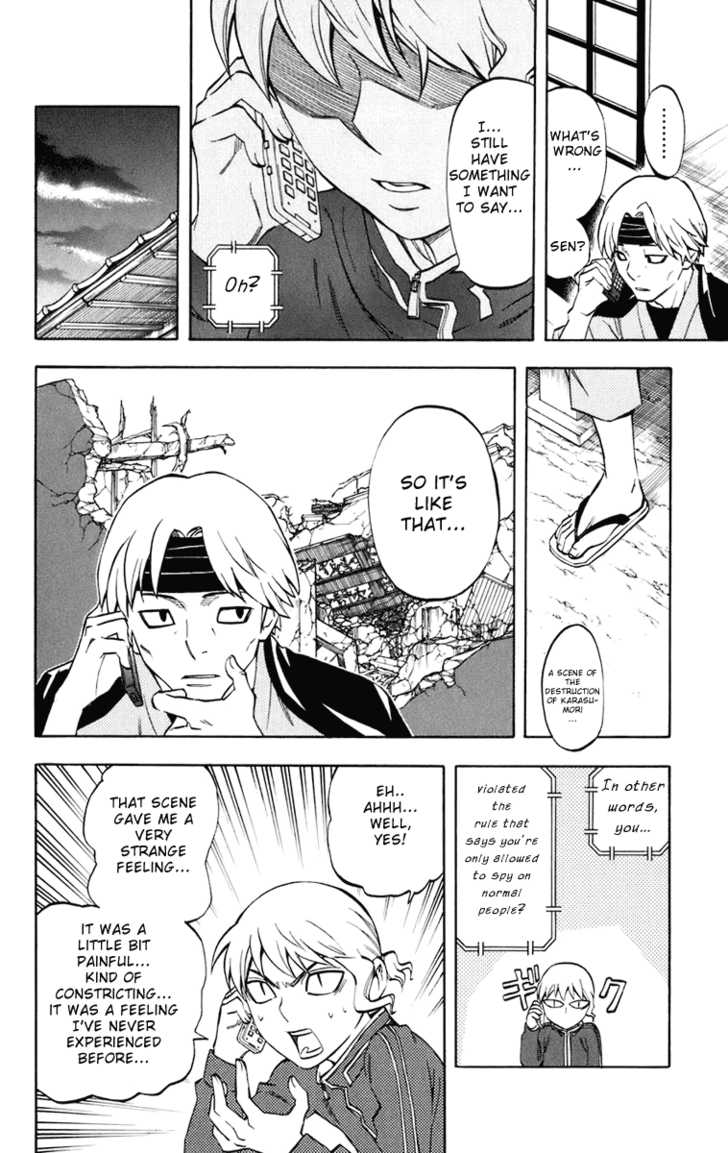 .......
WHAT'S
WRONG
...
SEN?
I...
STILL
HAVE
SOMETHING
I WANT
TO SAY...
Oh?
A SCENE OF
THE
DESTRUCTION
OF KARASU-
MORI
...
SO IT'S
LIKE
THAT...
In other
words,
you...
violated
the
rule that
says you're
only allowed
to spy on
normal
people?
ギク
EH..
AHHH...
WELL,
YES!
THAT SCENE
GAVE ME A
VERY
STRANGE
FEELING...
IT WAS A
LITTLE BIT
PAINFUL...
KIND OF
CONSTRICTING...
IT WAS A FEELING
I'VE NEVER
EXPERIENCED
BEFORE...